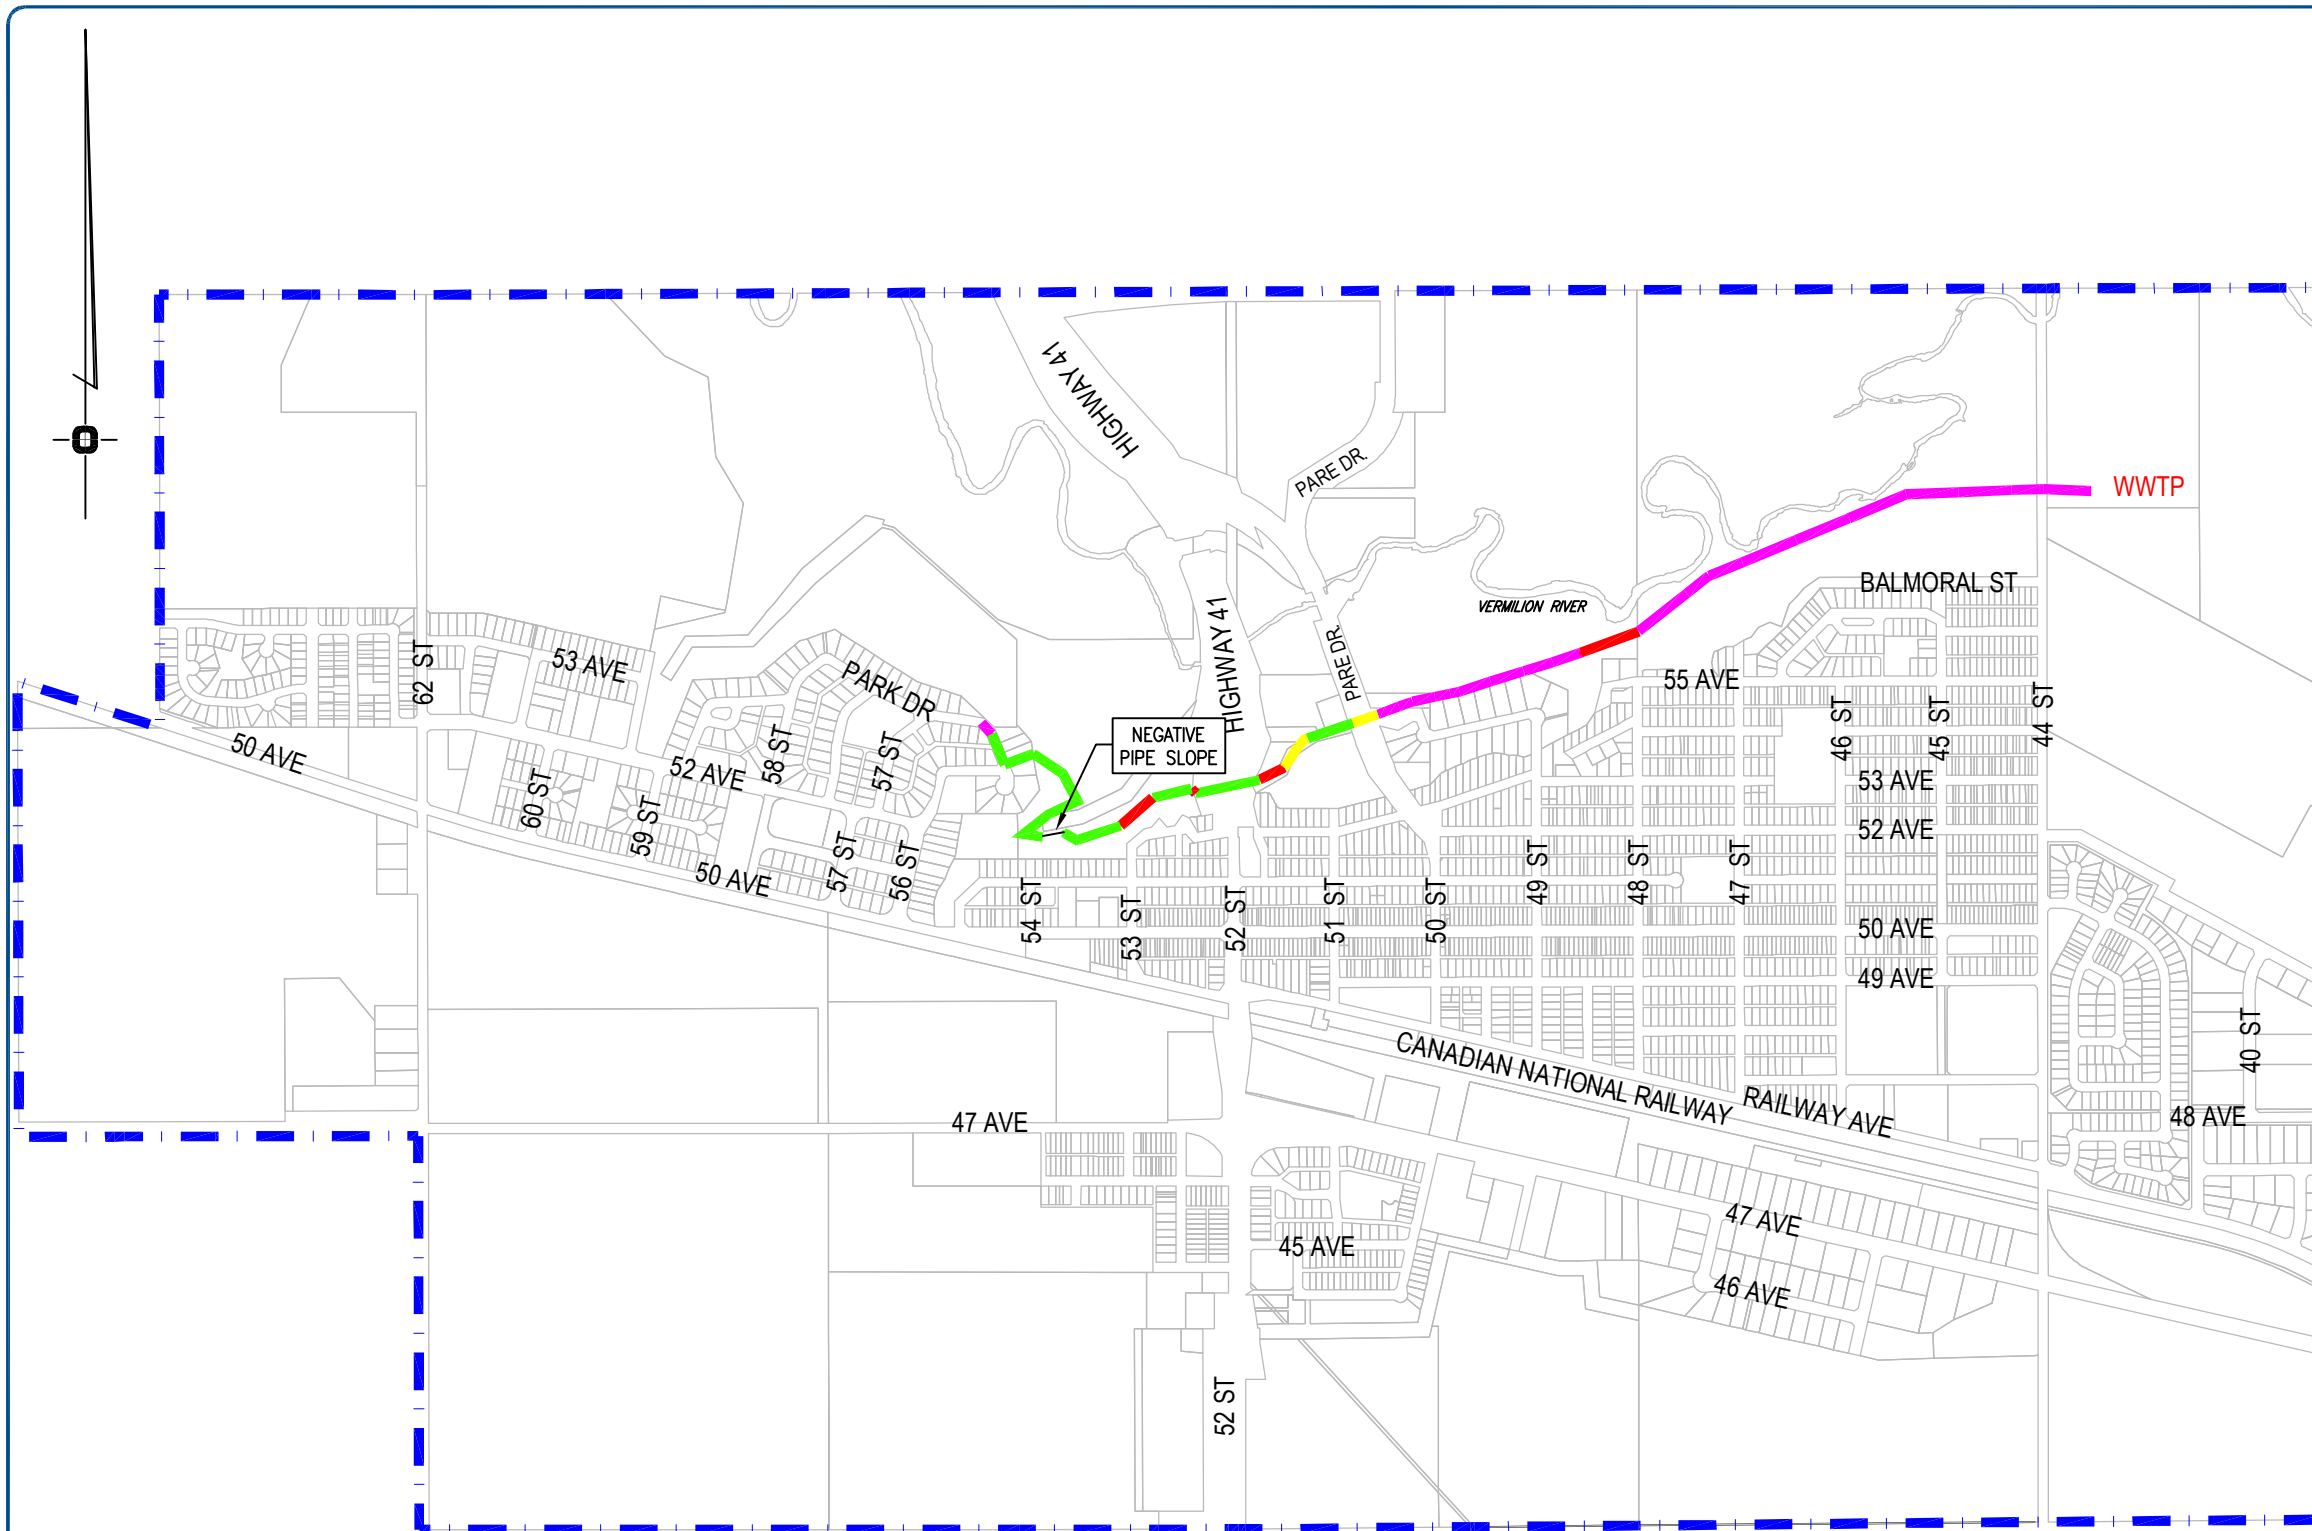 HIGHWAY 41
PARE DR.
WWTP
BALMORAL ST
VERMILION RIVER
HIGHWAY 41
PARE DR.
53 AVE
62 ST
PARK DR
55 AVE
50 AVE
52 AVE
58 ST
57 ST
NEGATIVE
PIPE SLOPE
46 ST
45 ST
44 ST
60 ST
59 ST
53 AVE
52 AVE
50 AVE
57 ST
56 ST
54 ST
53 ST
52 ST
51 ST
50 ST
49 ST
48 ST
47 ST
50 AVE
49 AVE
40 ST
CANADIAN NATIONAL RAILWAY
RAILWAY AVE
47 AVE
48 AVE
45 AVE
47 AVE
46 AVE
52 ST